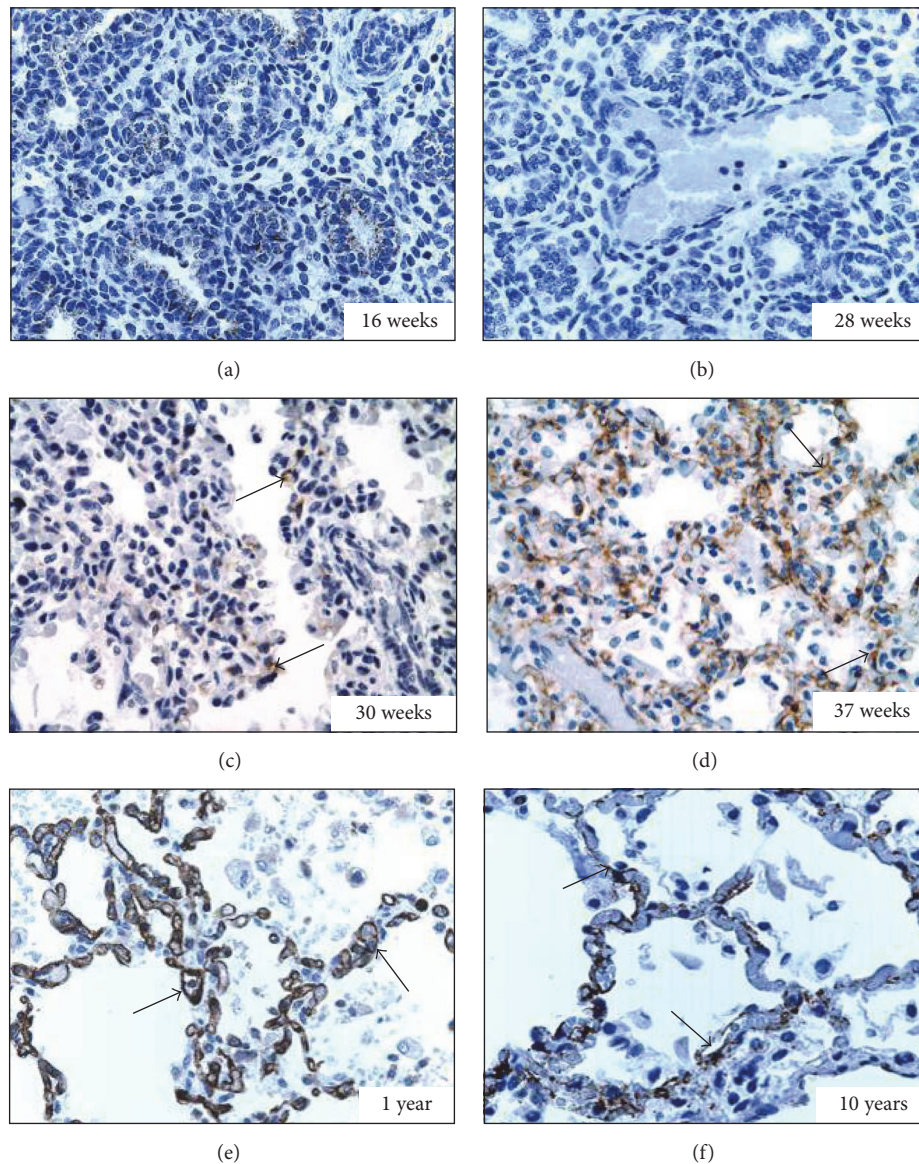 16 weeks
28 weeks
(a)
(b)
30 weeks
37 weeks
(c)
(d)
1 year
10 years
(e)
(f)